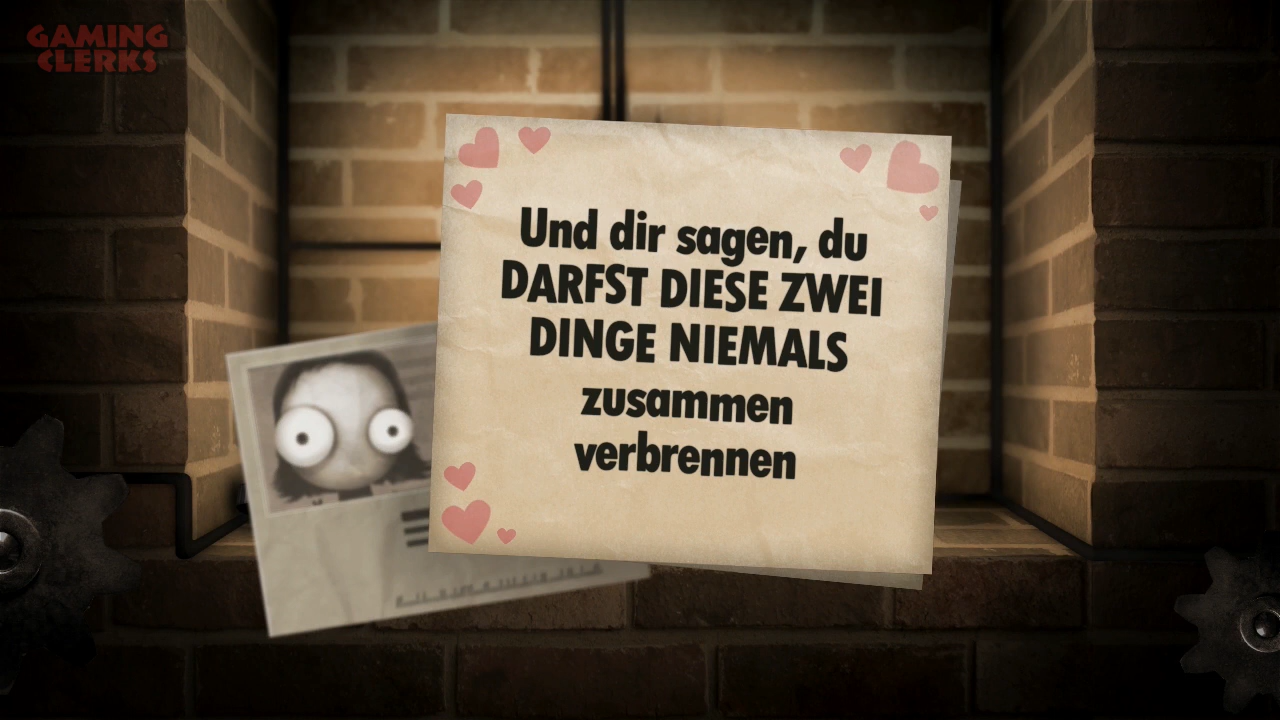 GAMING
CLERKS
Und dir sagen, du
DARFST DIESE ZWEI
DINGE NIEMALS
zusammen
verbrennen